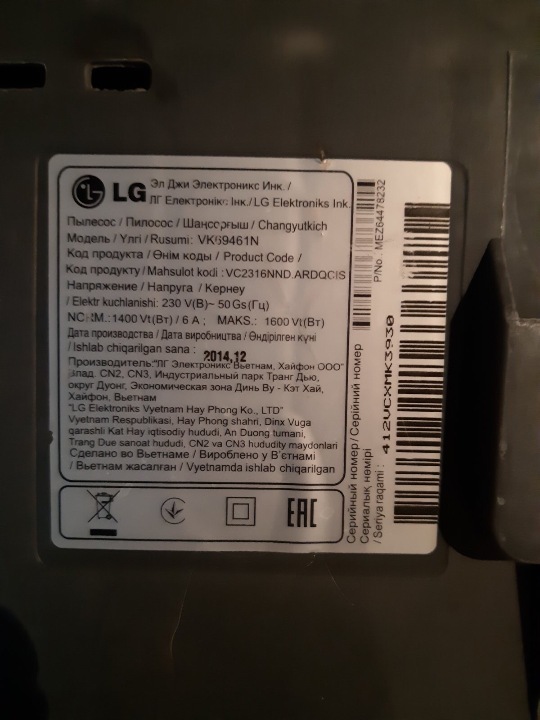 LG Эл Джи Электроникс Инк. /
ЛГ Електронікс Інк./LG Elektroniks Ink.
Пылесос / Пилосос / Шаңсорғыш / Changyutkich
Модель / Үлгі / Rusumi: VK69461N
Код продукта / Өнім коды / Product Code /
Код продукту / Mahsulot kodi : VC2316NND.ARDQCIS
Напряжение / Напруга / Кернеу
/ Elektr kuchlanishi: 230 V(В)~ 50 Gs(Гц)
NORM.: 1400 Vt(Вт) / 6 A ; MAKS.: 1600 Vt(Вт)
Дата производства / Дата виробництва / Өндірілген күні
/ Ishlab chiqarilgan sana : 2014.12
Производитель:"ЛГ Электроникс Вьетнам, Хайфон ООО"
CN2, CN3, Индустриальный парк Транг Дью,
округ Дуонг, Экономическая зона Динь Ву - Кэт Хай,
Хайфон, Вьетнам
"LG Elektroniks Vyetnam Hay Phong Ko., LTD"
Vyetnam Respublikasi, Hay Phong shahri, Dinx Vuga
qarashli Kat Hay iqtisodiy hududi, An Duong tumani,
Trang Due sanoat hududi, CN2 va CN3 hududdy maydonlari
Сделано во Вьетнаме / Вироблено у В'єтнамі
/ Вьетнам жасалған / Vyetnamda ishlab chiqarilgan
EAC
P/No. : MEZ64478232
Серийный номер / Серійний номер
Сериалық нөмірі
/ Seriya raqami : 412VCXMK3930